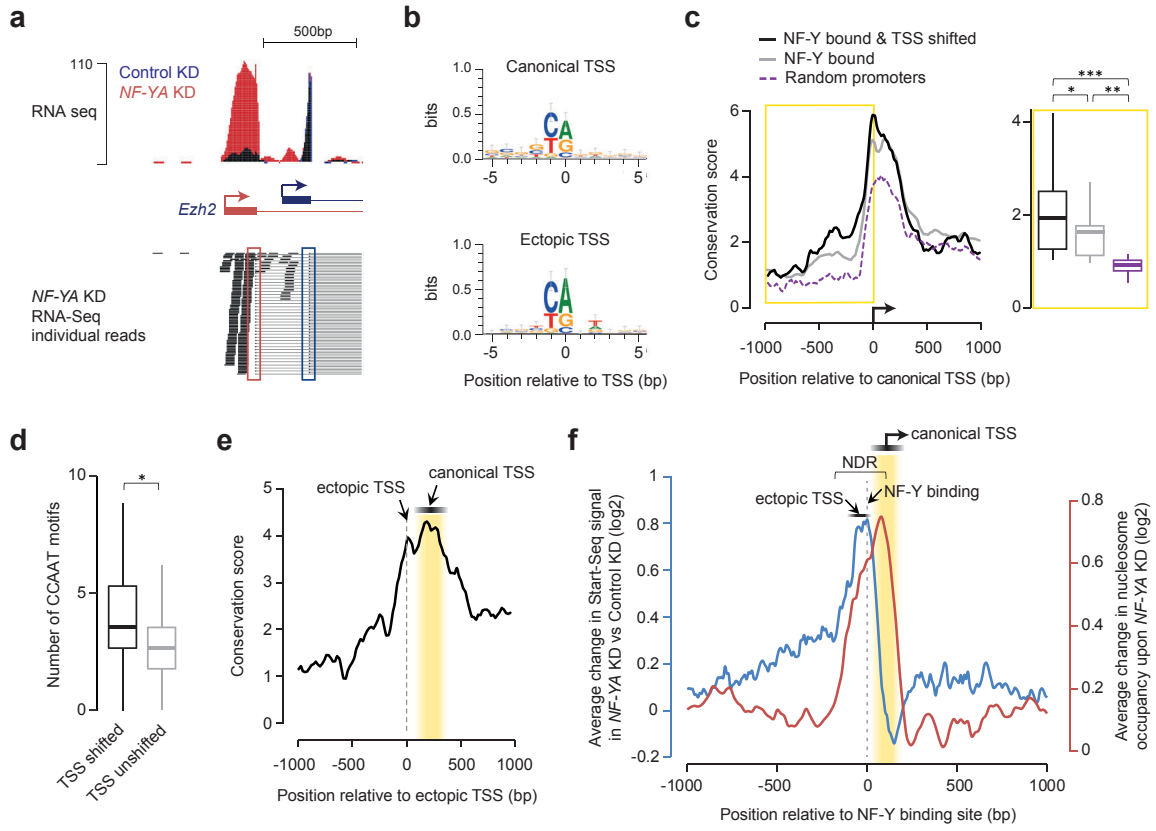 a
500bp
110
Control KD
NF-YA KD
RNA seq
Ezh2
NF-YA KD
RNA-Seq
individual reads
b
Canonical TSS
1.0
0.5
0.0
bits
C A
T G
-5 0 5
Ectopic TSS
1.0
0.5
0.0
bits
C A
T G T
-5 0 5
Position relative to TSS (bp)
c
NF-Y bound & TSS shifted
NF-Y bound
Random promoters
6
4
2
0
Conservation score
-1000 -500 0 500 1000
Position relative to canonical TSS (bp)
***
* **
4
2
0
d
10
5
0
Number of CCAAT motifs
*
TSS shifted
TSS unshifted
e
canonical TSS
ectopic TSS
5
4
3
2
1
0
Conservation score
-1000 -500 0 500 1000
Position relative to ectopic TSS (bp)
f
canonical TSS
NDR
ectopic TSS
NF-Y binding
1
0.8
0.6
0.4
0.2
0
-0.2
Average change in Start-Seq signal
in NF-YA KD vs Control KD (log2)
0.8
0.6
0.4
0.2
0
Average change in nucleosome
occupancy upon NF-YA KD (log2)
-1000 -500 0 500 1000
Position relative to NF-Y binding site (bp)